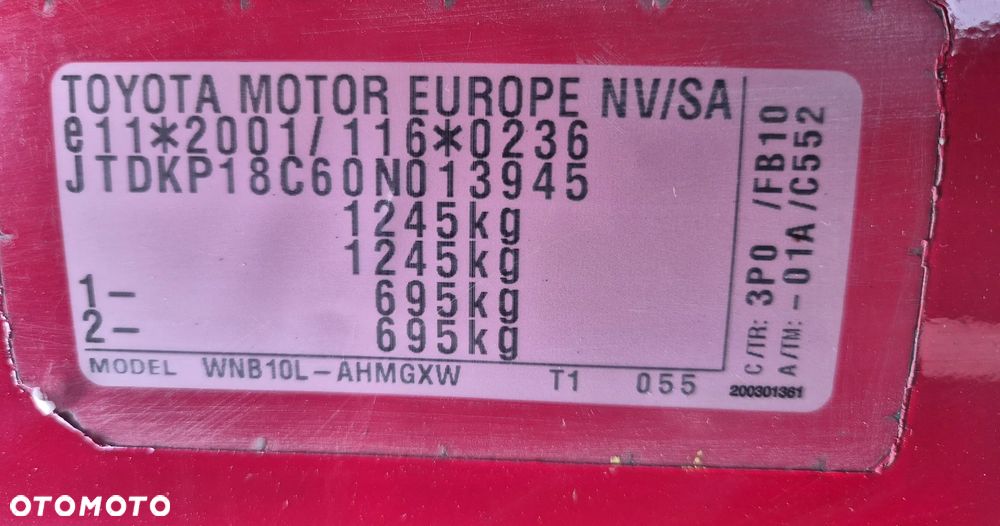 TOYOTA MOTOR EUROPE NV/SA
e11*2001/116*0236
JTDKP18C60N013945
1245kg
1245kg
1- 695kg
2- 695kg
MODEL WNB10L-AHMGXW T1 055
C/TR: 3P0 /FB10
A/TM: -01A /C552
200301361
OTOMOTO